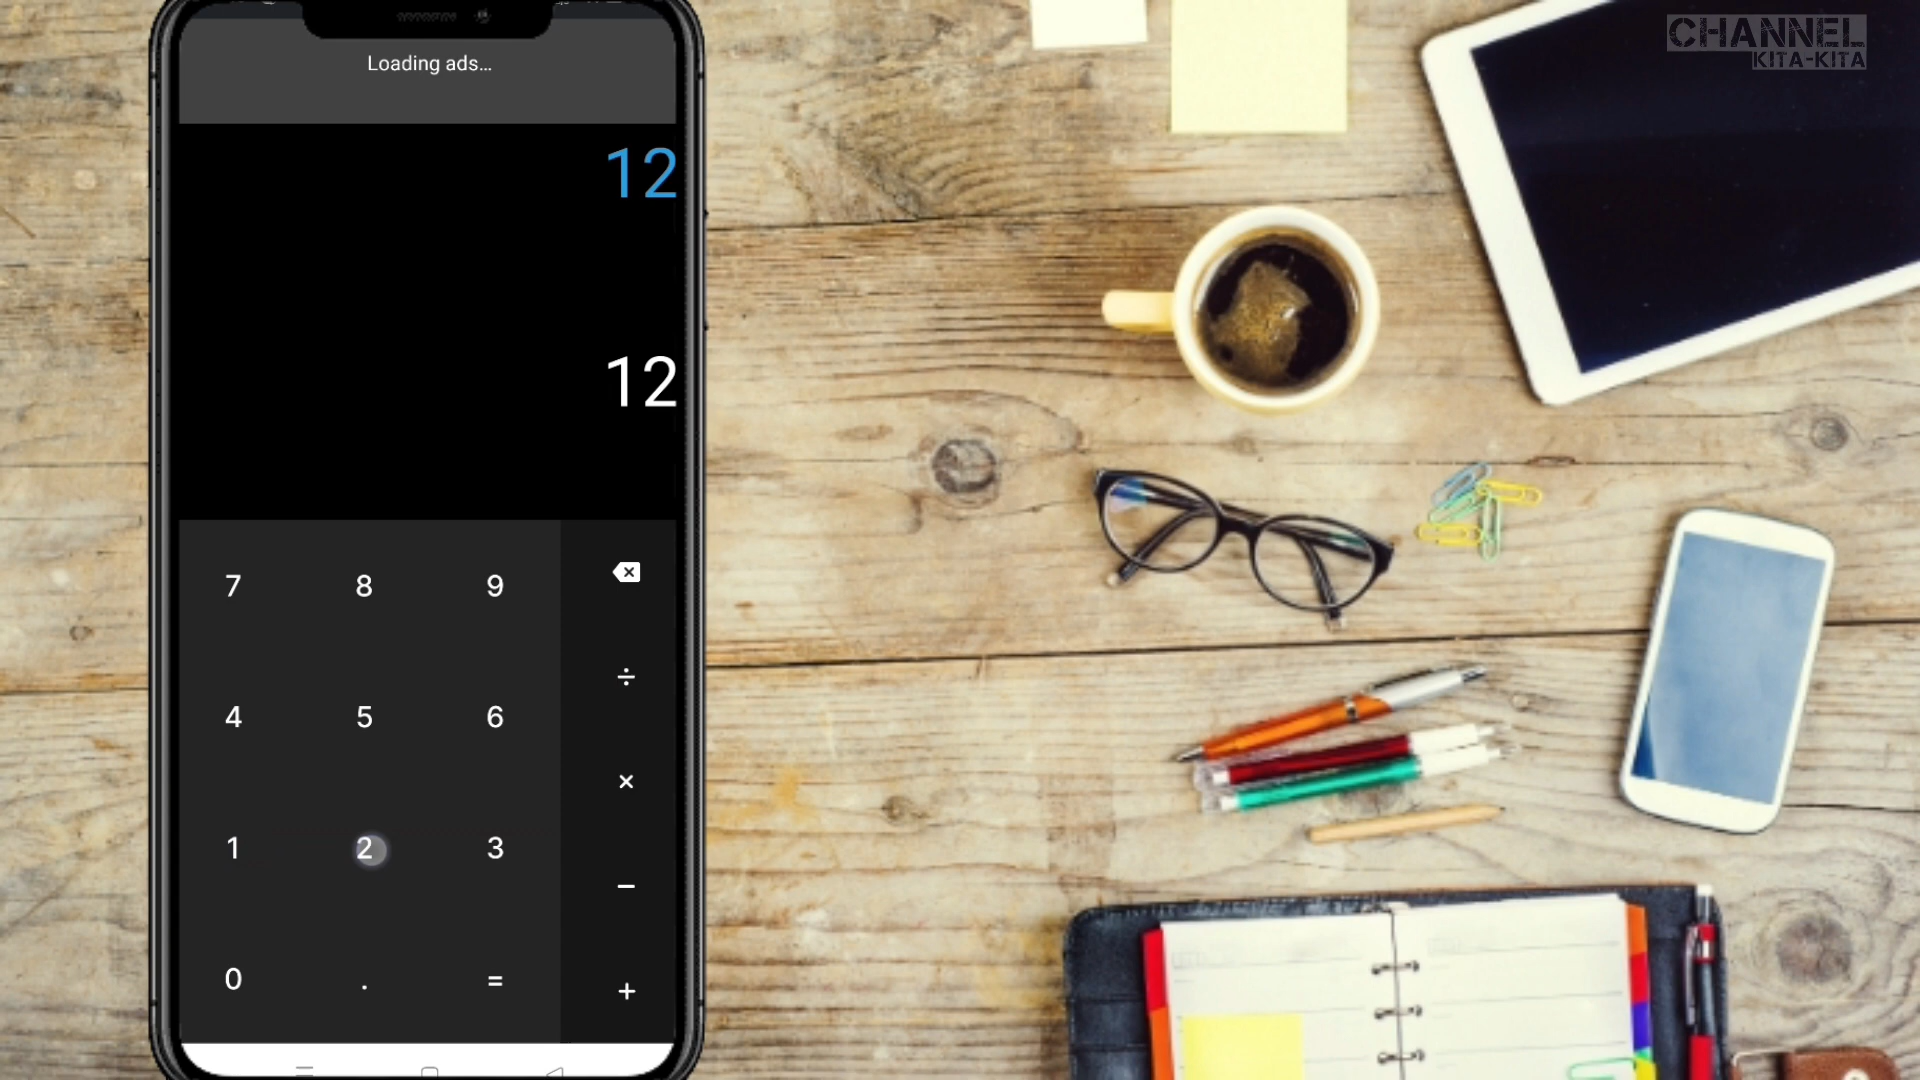 Loading ads...
12
12
7 8 9
÷
4 5 6
×
1 2 3
−
0 . =
+
CHANNEL
KITA-KITA